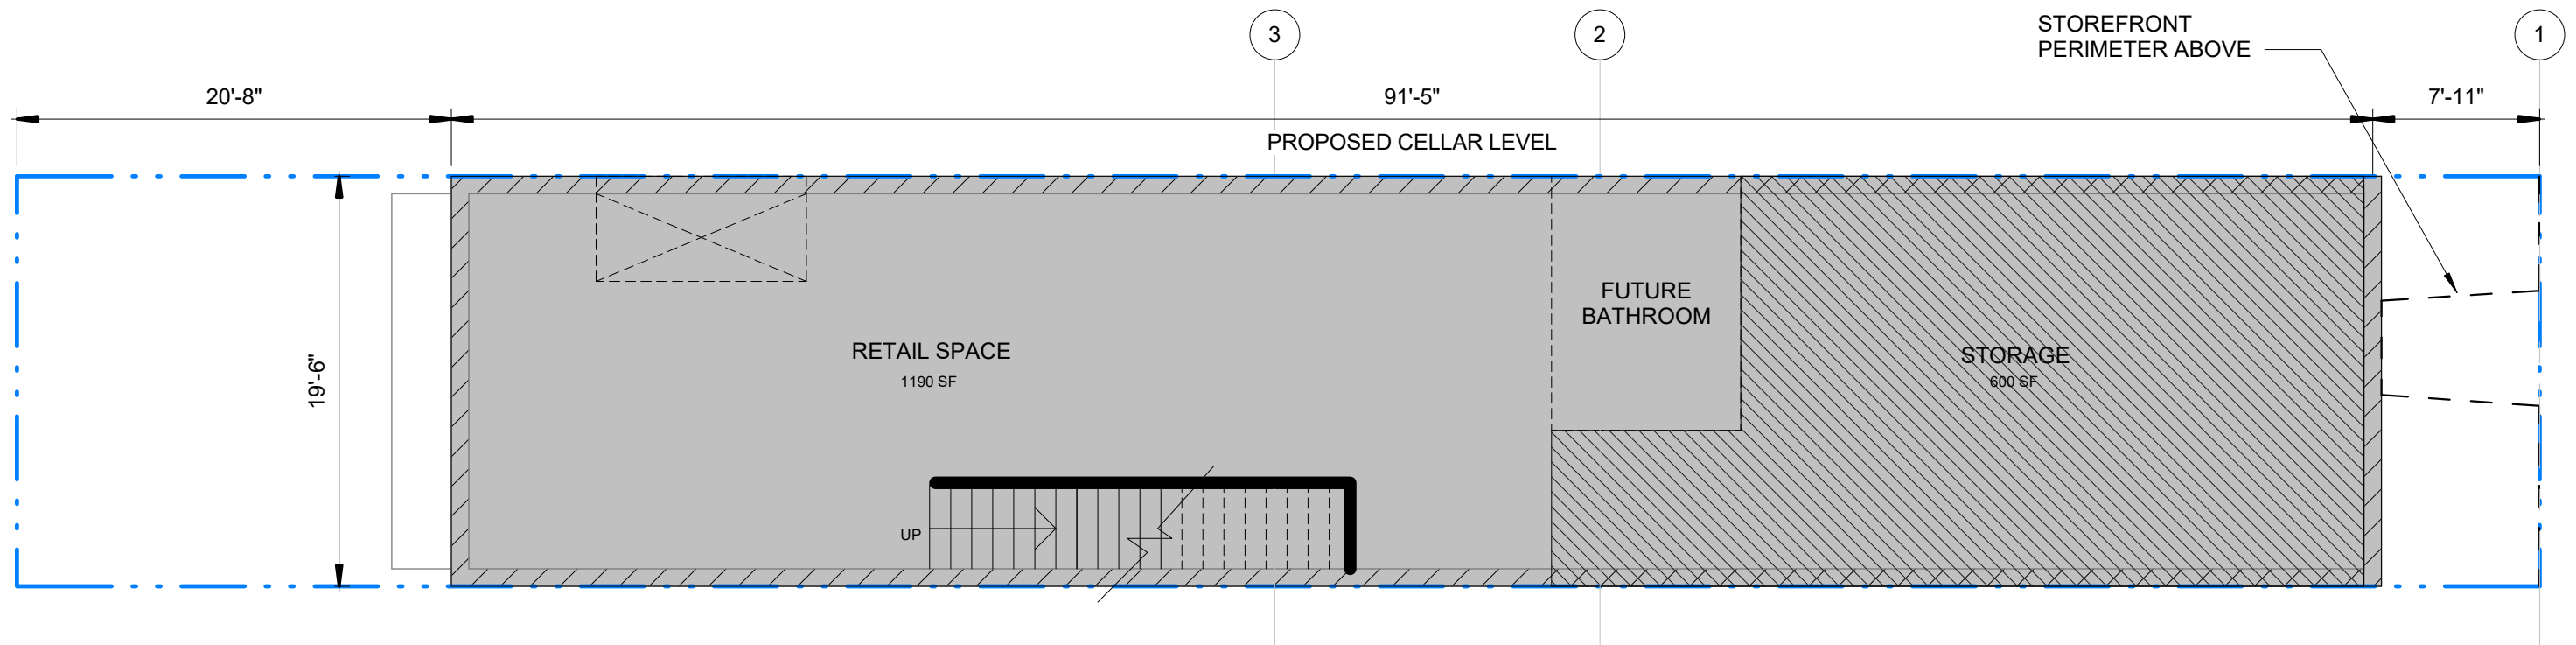 3
2
1
STOREFRONT
PERIMETER ABOVE
20'-8"
91'-5"
7'-11"
PROPOSED CELLAR LEVEL
19'-6"
FUTURE
BATHROOM
RETAIL SPACE
1190 SF
STORAGE
600 SF
UP